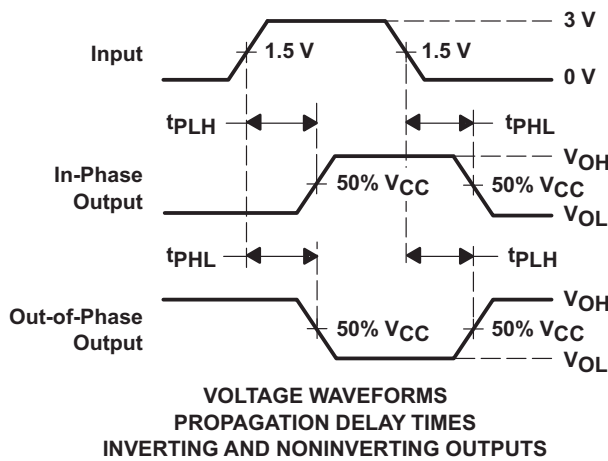 3 V
Input
1.5 V
1.5 V
0 V
tPLH
tPHL
VOH
In-Phase
Output
50% VCC
50% VCC
VOL
tPHL
tPLH
VOH
Out-of-Phase
Output
50% VCC
50% VCC
VOL
VOLTAGE WAVEFORMS
PROPAGATION DELAY TIMES
INVERTING AND NONINVERTING OUTPUTS